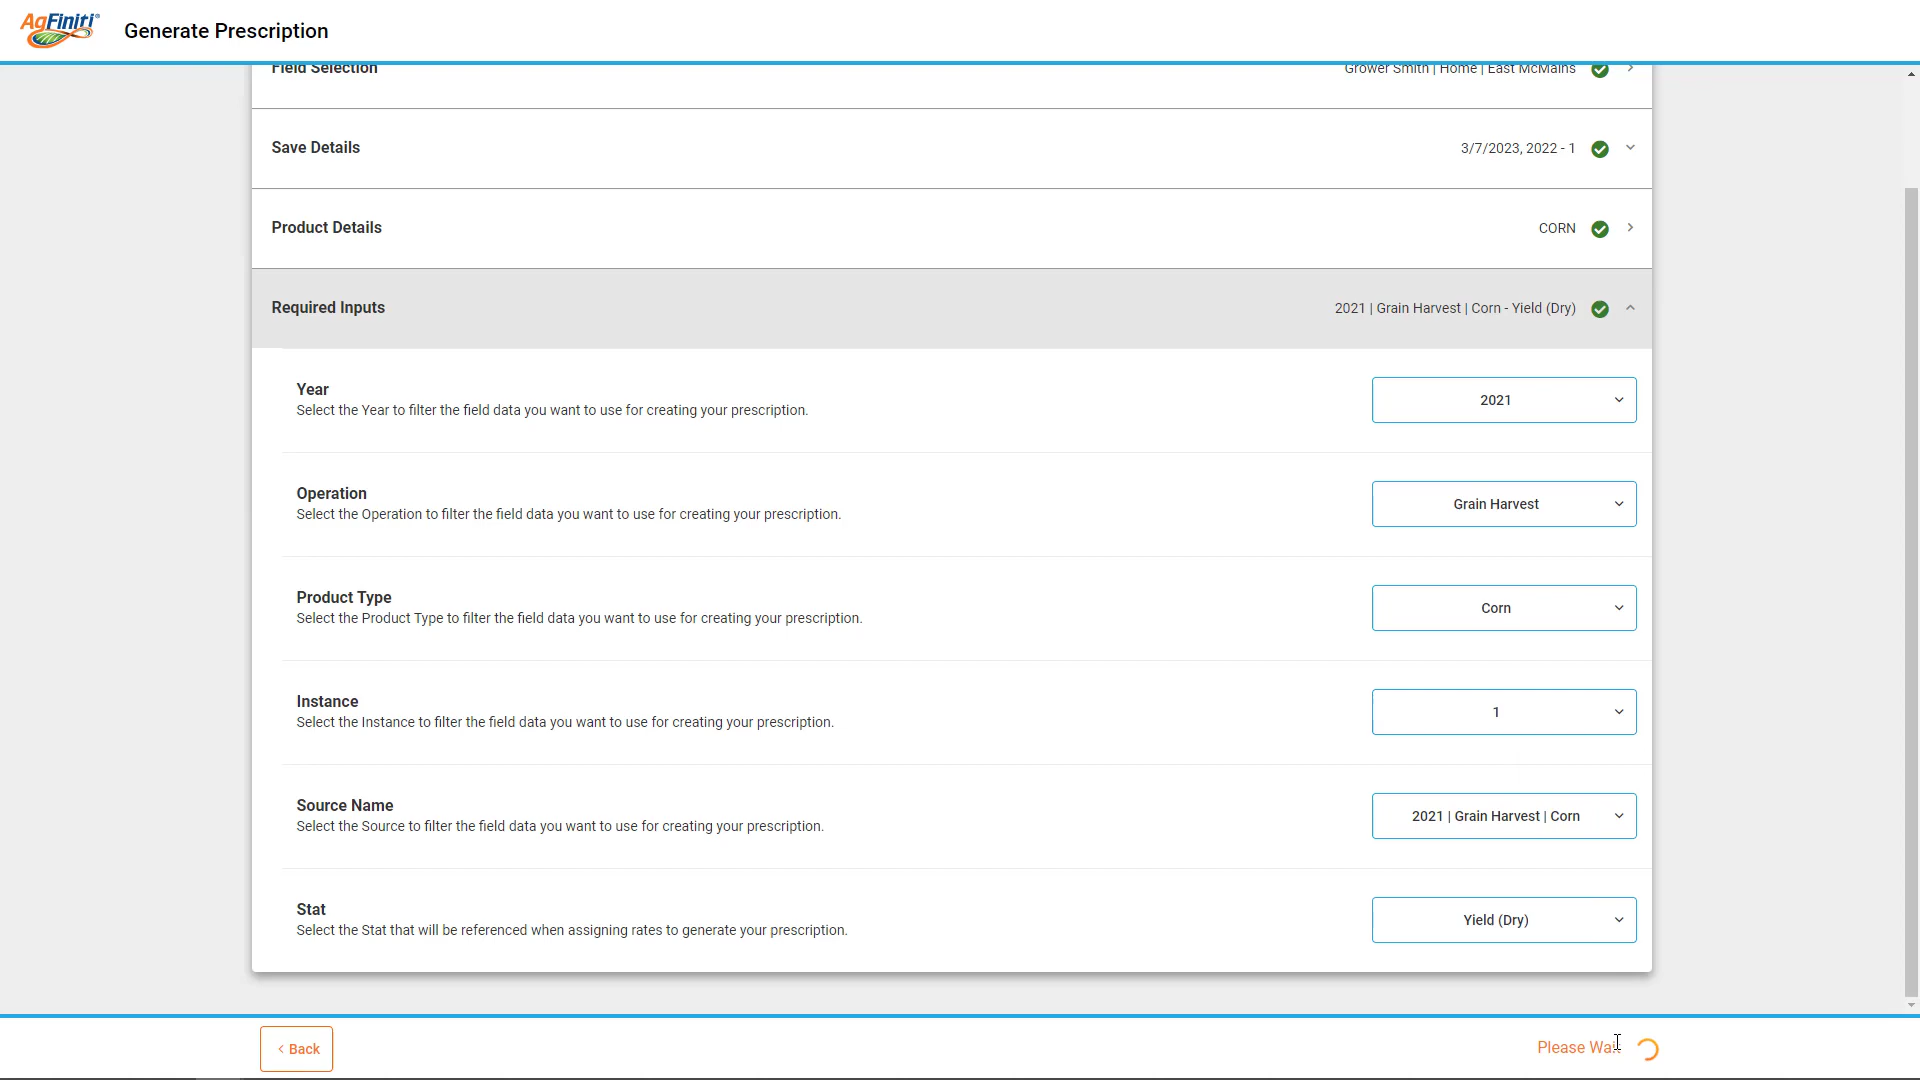 AgFiniti®
Generate Prescription
Field Selection
Grower Smith | Home | East McMains
Save Details
3/7/2023, 2022 - 1
Product Details
CORN
Required Inputs
2021 | Grain Harvest | Corn - Yield (Dry)
Year
Select the Year to filter the field data you want to use for creating your prescription.
2021
Operation
Select the Operation to filter the field data you want to use for creating your prescription.
Grain Harvest
Product Type
Select the Product Type to filter the field data you want to use for creating your prescription.
Corn
Instance
Select the Instance to filter the field data you want to use for creating your prescription.
1
Source Name
Select the Source to filter the field data you want to use for creating your prescription.
2021 | Grain Harvest | Corn
Stat
Select the Stat that will be referenced when assigning rates to generate your prescription.
Yield (Dry)
< Back
Please Wait